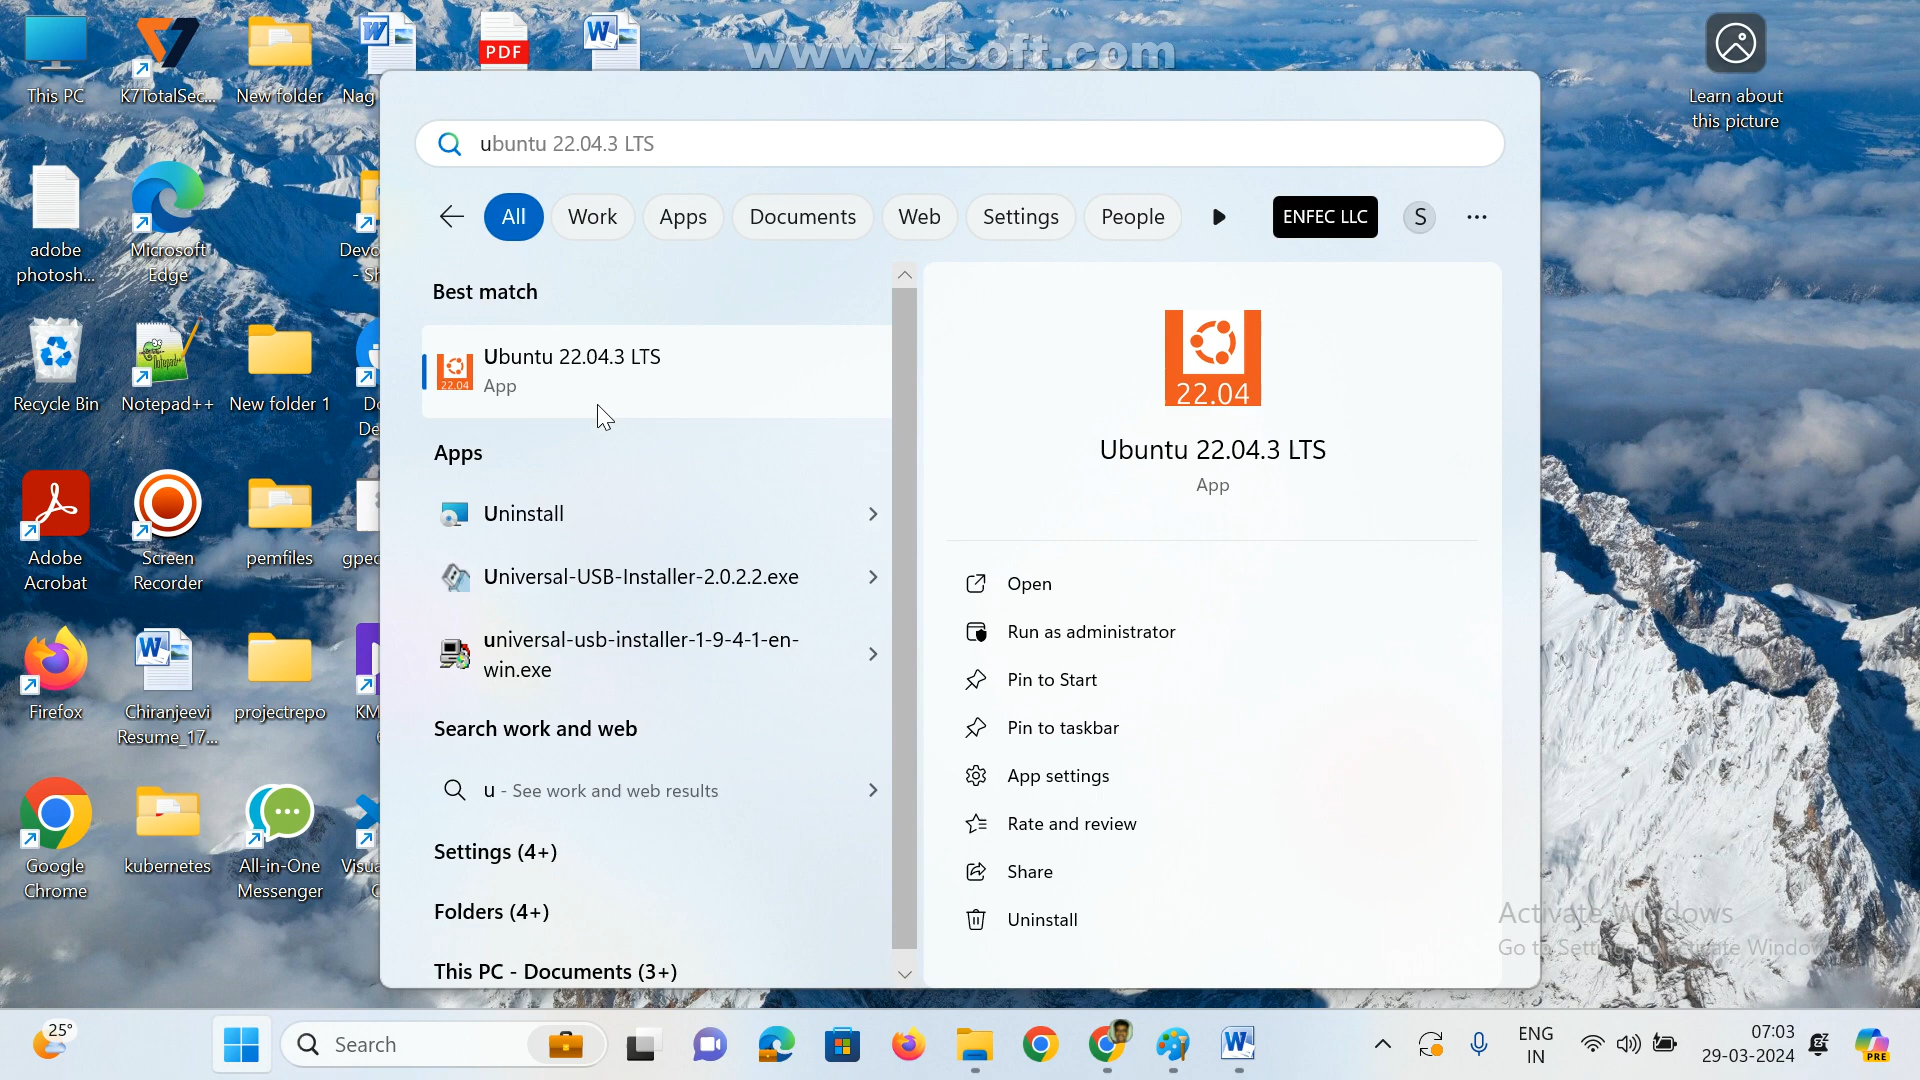 www.zdsoft.com
This PC
K7TotalSec...
New folder
Nag
PDF
Learn about
this picture
ubuntu 22.04.3 LTS
All
Work
Apps
Documents
Web
Settings
People
ENFEC LLC
S
adobe
photosh...
Microsoft
Edge
Devo
- Sh
Best match
Ubuntu 22.04.3 LTS
App
22.04
22.04
Ubuntu 22.04.3 LTS
App
Recycle Bin
Notepad++
New folder 1
Do
De
Apps
Uninstall
Universal-USB-Installer-2.0.2.2.exe
universal-usb-installer-1-9-4-1-en-
win.exe
Adobe
Acrobat
Screen
Recorder
pemfiles
gpec
Open
Run as administrator
Pin to Start
Pin to taskbar
App settings
Rate and review
Share
Uninstall
Firefox
Chiranjeevi
Resume_17...
projectrepo
KM
Search work and web
u - See work and web results
Settings (4+)
Folders (4+)
This PC - Documents (3+)
Google
Chrome
kubernetes
All-in-One
Messenger
Visua
C
Activate Windows
Go to Settings to activate Windows
25°
Search
ENG
IN
07:03
29-03-2024
PRE